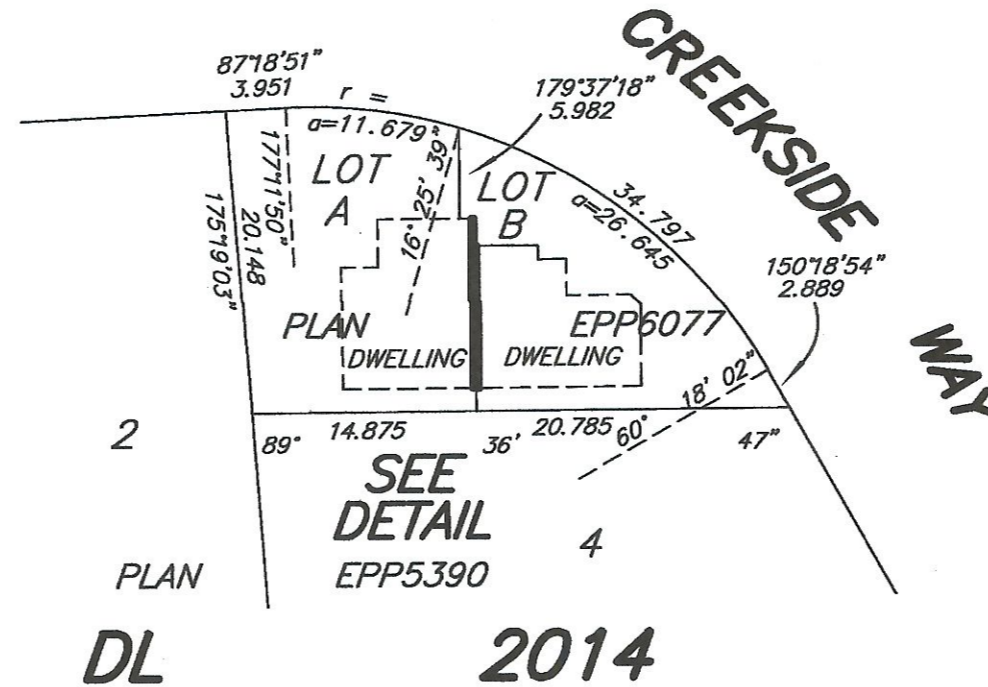 CREEKSIDE
WAY
87°18'51"
3.951
r =
a=11.679
179°37'18"
5.982
34.797
a=26.645
150°18'54"
2.889
177°11'50"
20.148
175°19'03"
16° 25' 39"
LOT
A
LOT
B
PLAN
EPP6077
DWELLING
DWELLING
60° 18' 02"
89° 36' 47"
14.875
20.785
2
SEE
DETAIL
4
PLAN
EPP5390
DL
2014